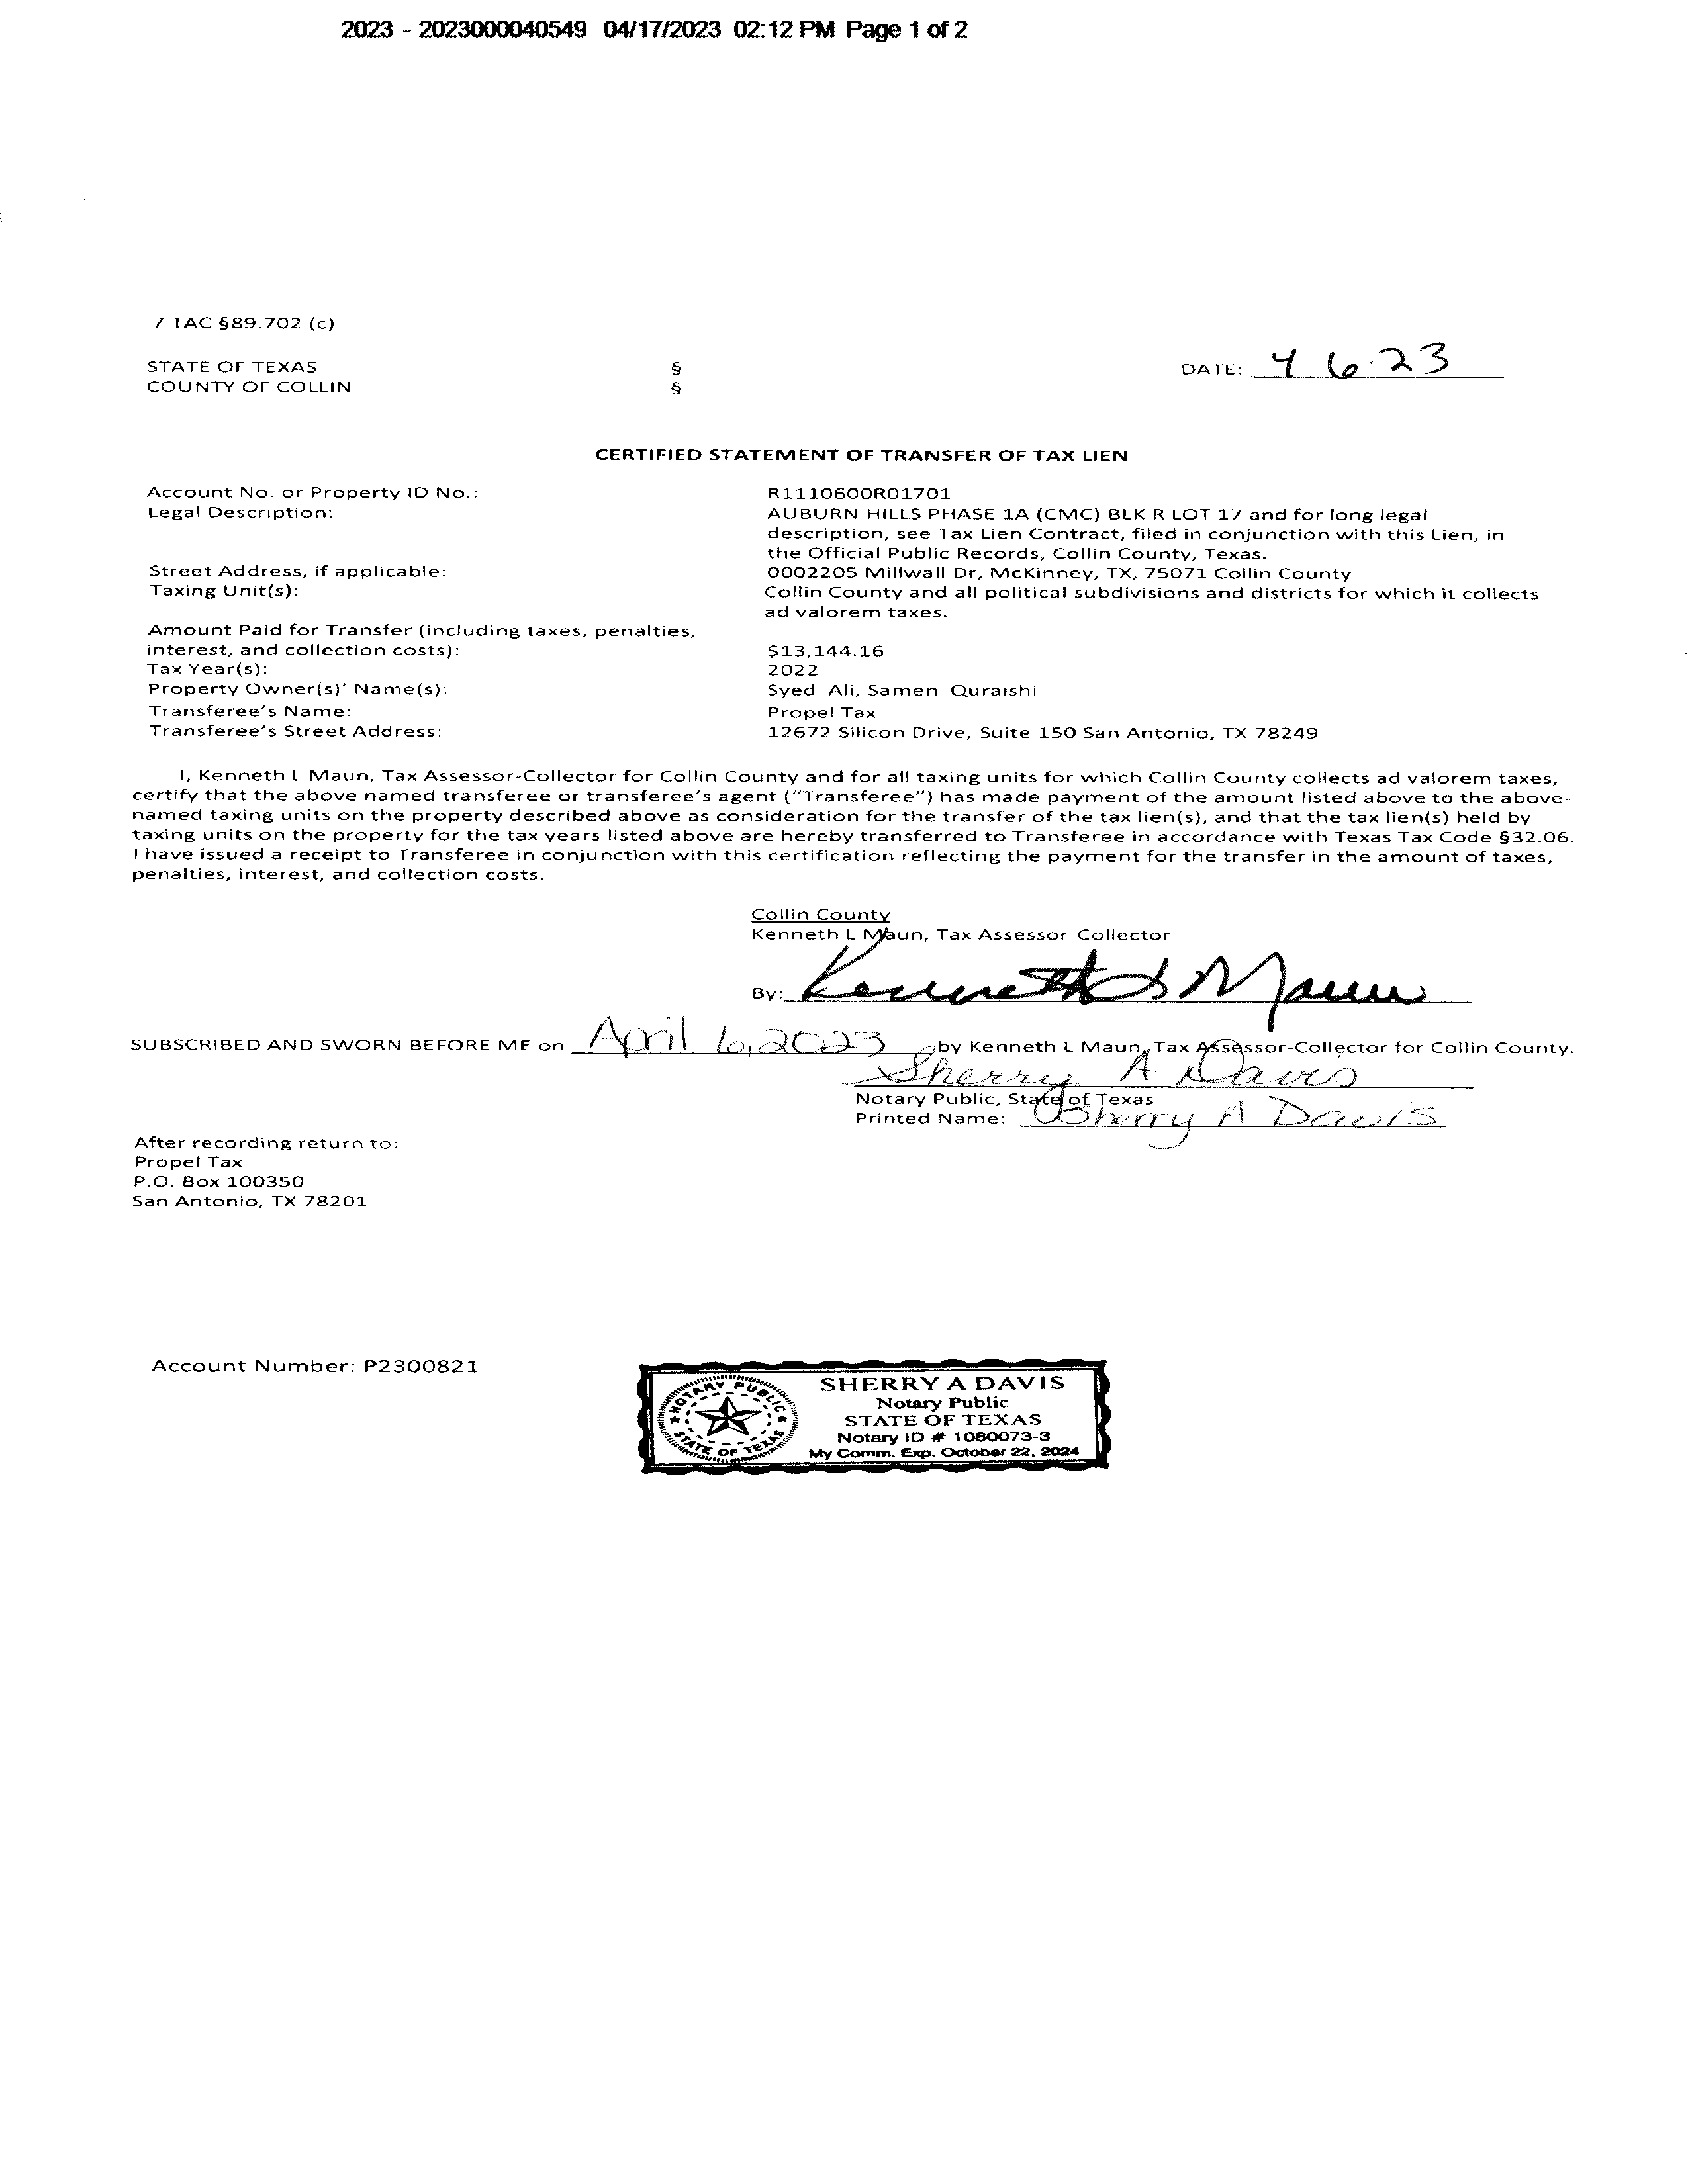 2023 - 2023000040549 04/17/2023 02:12 PM Page 1 of 2
7 TAC §89.702 (c)
STATE OF TEXAS §
COUNTY OF COLLIN §
DATE: 4 6·23
CERTIFIED STATEMENT OF TRANSFER OF TAX LIEN
Account No. or Property ID No.: R1110600R01701
Legal Description: AUBURN HILLS PHASE 1A (CMC) BLK R LOT 17 and for long legal
description, see Tax Lien Contract, filed in conjunction with this Lien, in
the Official Public Records, Collin County, Texas.
Street Address, if applicable: 0002205 Millwall Dr, McKinney, TX, 75071 Collin County
Taxing Unit(s): Collin County and all political subdivisions and districts for which it collects
ad valorem taxes.
Amount Paid for Transfer (including taxes, penalties,
interest, and collection costs): $13,144.16
Tax Year(s): 2022
Property Owner(s)' Name(s): Syed Ali, Samen Quraishi
Transferee's Name: Propel Tax
Transferee's Street Address: 12672 Silicon Drive, Suite 150 San Antonio, TX 78249
I, Kenneth L Maun, Tax Assessor-Collector for Collin County and for all taxing units for which Collin County collects ad valorem taxes,
certify that the above named transferee or transferee's agent ("Transferee") has made payment of the amount listed above to the above-
named taxing units on the property described above as consideration for the transfer of the tax lien(s), and that the tax lien(s) held by
taxing units on the property for the tax years listed above are hereby transferred to Transferee in accordance with Texas Tax Code §32.06.
I have issued a receipt to Transferee in conjunction with this certification reflecting the payment for the transfer in the amount of taxes,
penalties, interest, and collection costs.
Collin County
Kenneth L Maun, Tax Assessor-Collector
By: Kenneth L Maun
SUBSCRIBED AND SWORN BEFORE ME on April 6, 2023, by Kenneth L Maun, Tax Assessor-Collector for Collin County.
Sherry A Davis
Notary Public, State of Texas
Printed Name: Sherry A Davis
After recording return to:
Propel Tax
P.O. Box 100350
San Antonio, TX 78201
Account Number: P2300821
NOTARY PUBLIC
STATE OF TEXAS
SHERRY A DAVIS
Notary Public
STATE OF TEXAS
Notary ID # 1080073-3
My Comm. Exp. October 22, 2024